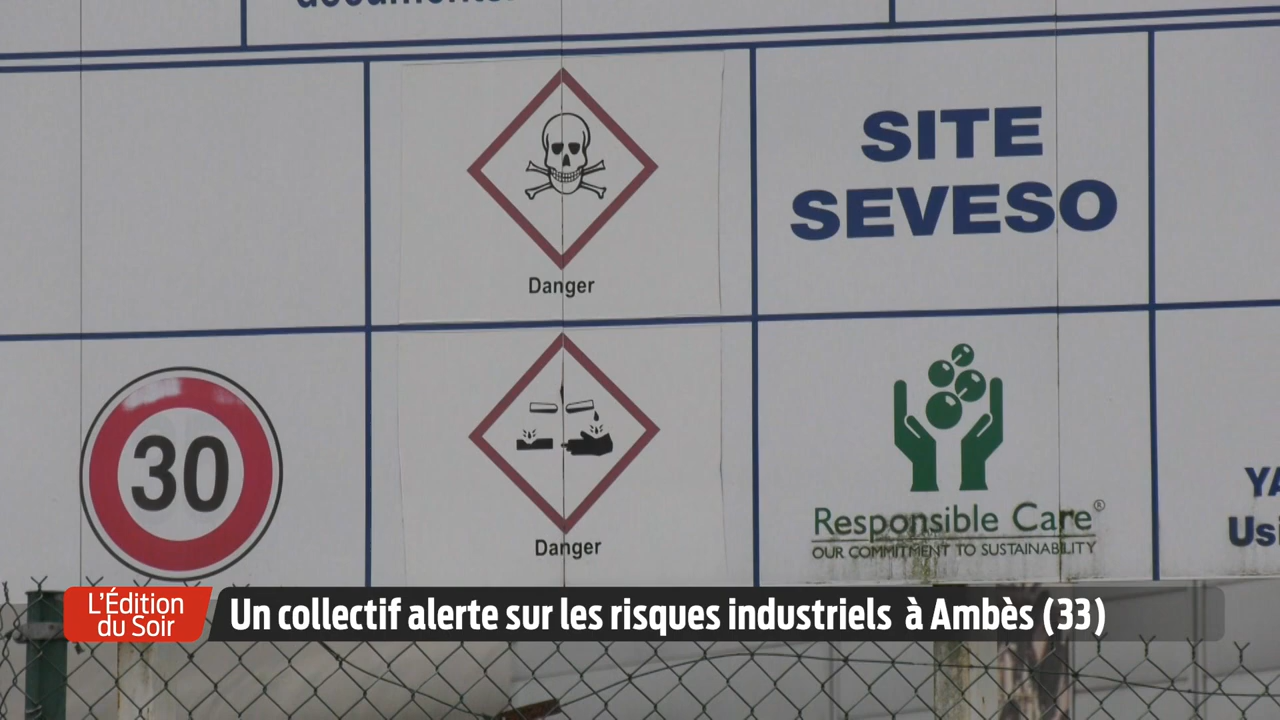 Danger
SITE
SEVESO
30
Danger
Responsible Care®
OUR COMMITMENT TO SUSTAINABILITY
L'Édition
du Soir
Un collectif alerte sur les risques industriels à Ambès (33)